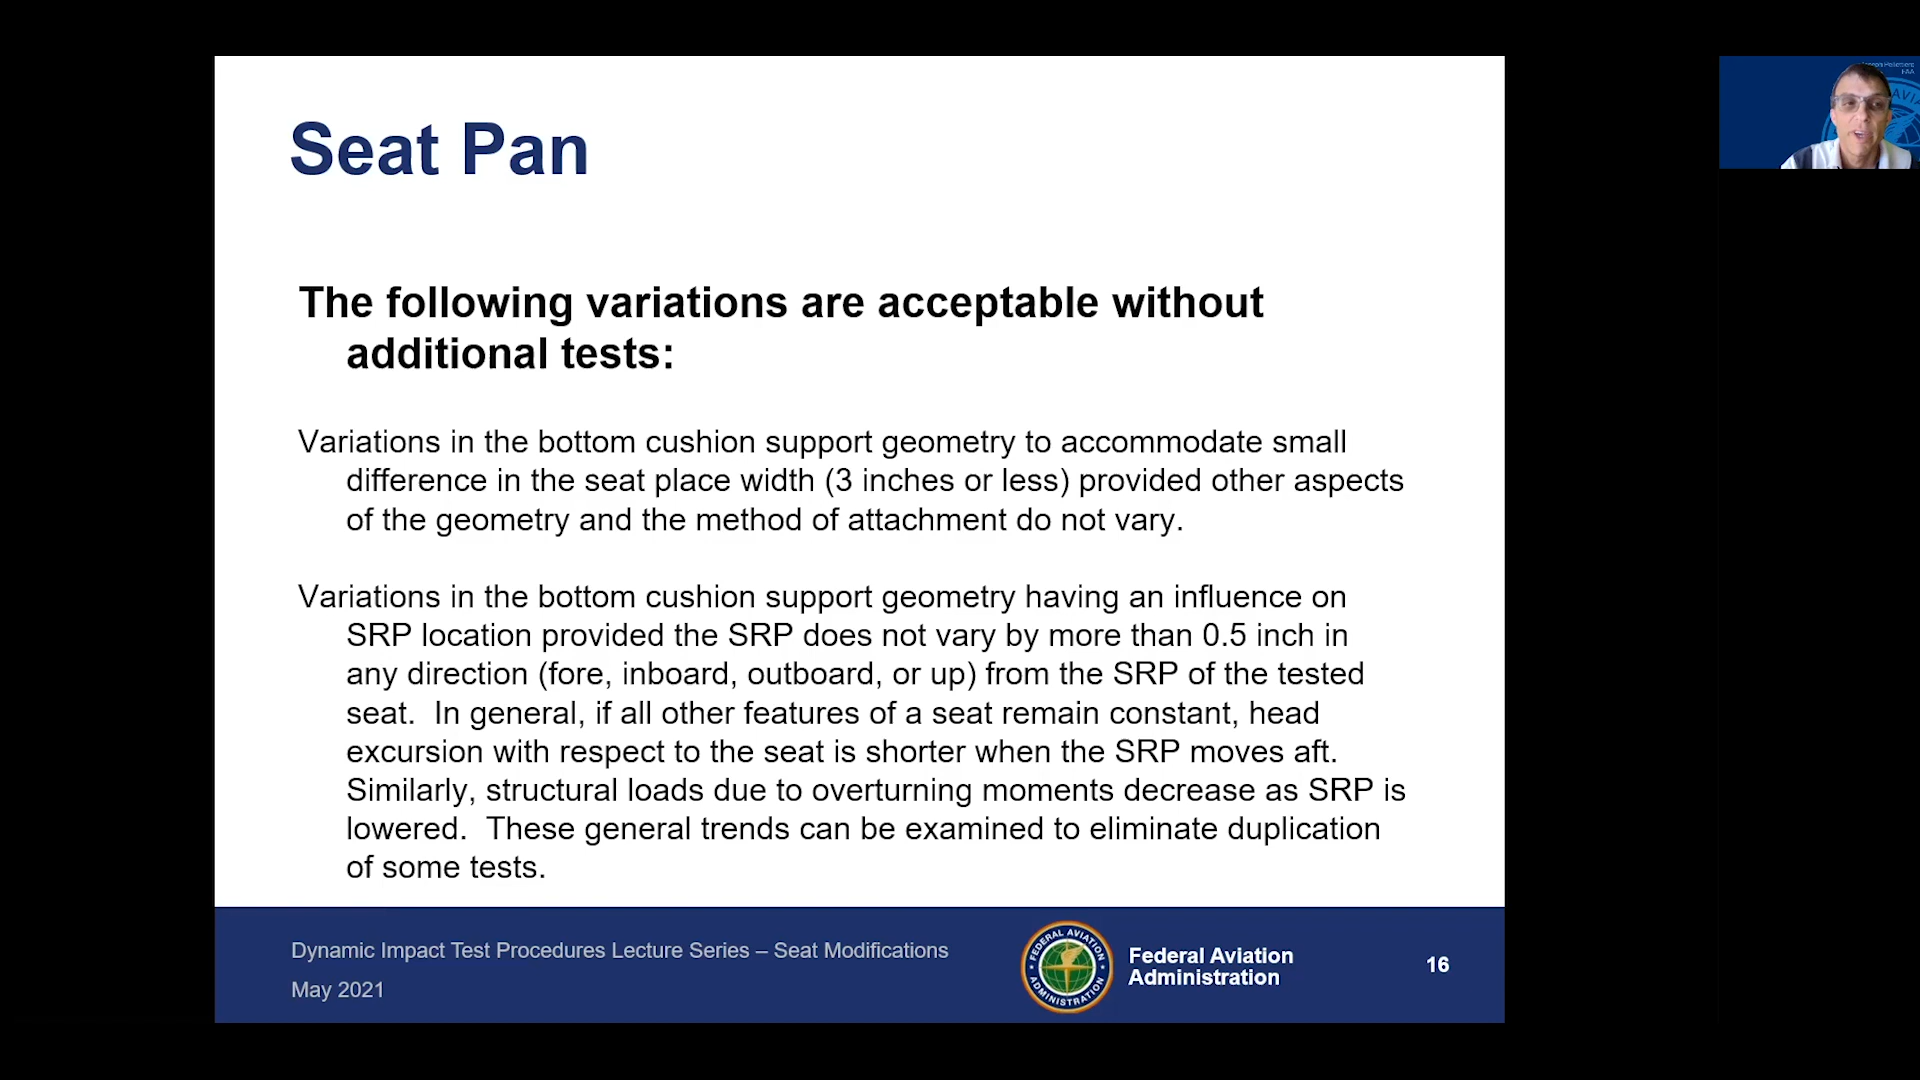 Seat Pan
The following variations are acceptable without
additional tests:
Variations in the bottom cushion support geometry to accommodate small
difference in the seat place width (3 inches or less) provided other aspects
of the geometry and the method of attachment do not vary.
Variations in the bottom cushion support geometry having an influence on
SRP location provided the SRP does not vary by more than 0.5 inch in
any direction (fore, inboard, outboard, or up) from the SRP of the tested
seat.  In general, if all other features of a seat remain constant, head
excursion with respect to the seat is shorter when the SRP moves aft.
Similarly, structural loads due to overturning moments decrease as SRP is
lowered.  These general trends can be examined to eliminate duplication
of some tests.
Dynamic Impact Test Procedures Lecture Series – Seat Modifications
May 2021
FEDERAL AVIATION
ADMINISTRATION
Federal Aviation
Administration
16
FAA
AVIA